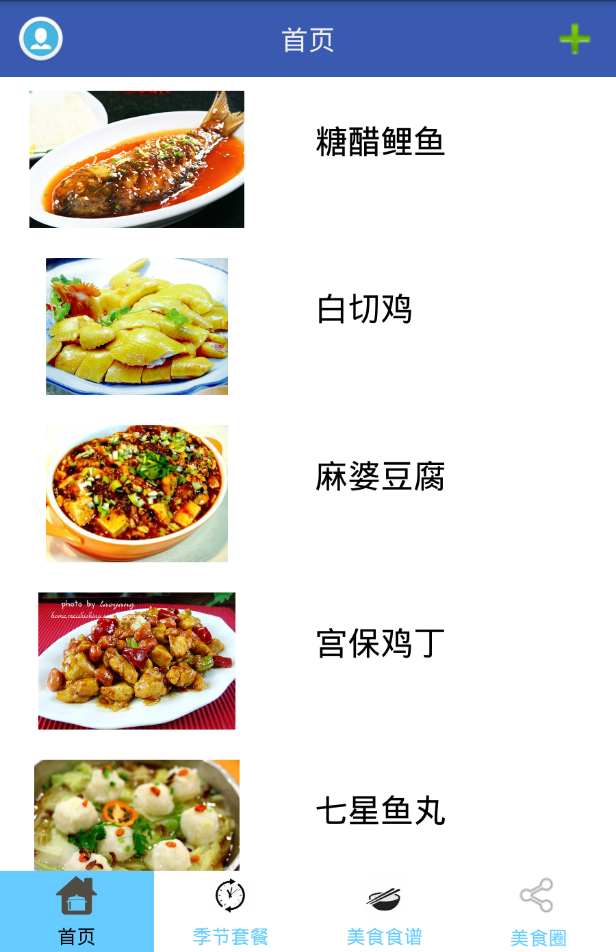 首页
糖醋鲤鱼
白切鸡
麻婆豆腐
宫保鸡丁
photo by
七星鱼丸
首页
季节套餐
美食食谱
美食圈